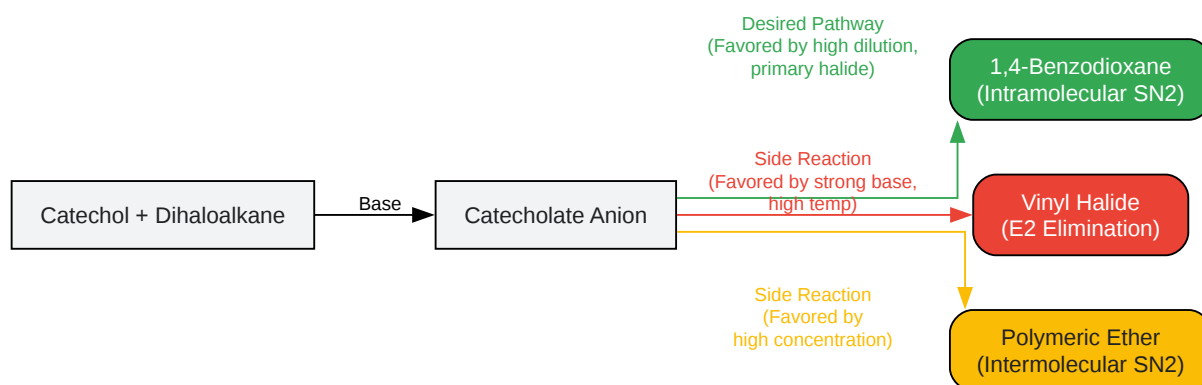 Catechol + Dihaloalkane
Base
Catecholate Anion
Desired Pathway
(Favored by high dilution,
primary halide)
1,4-Benzodioxane
(Intramolecular SN2)
Side Reaction
(Favored by strong base,
high temp)
Vinyl Halide
(E2 Elimination)
Side Reaction
(Favored by
high concentration)
Polymeric Ether
(Intermolecular SN2)